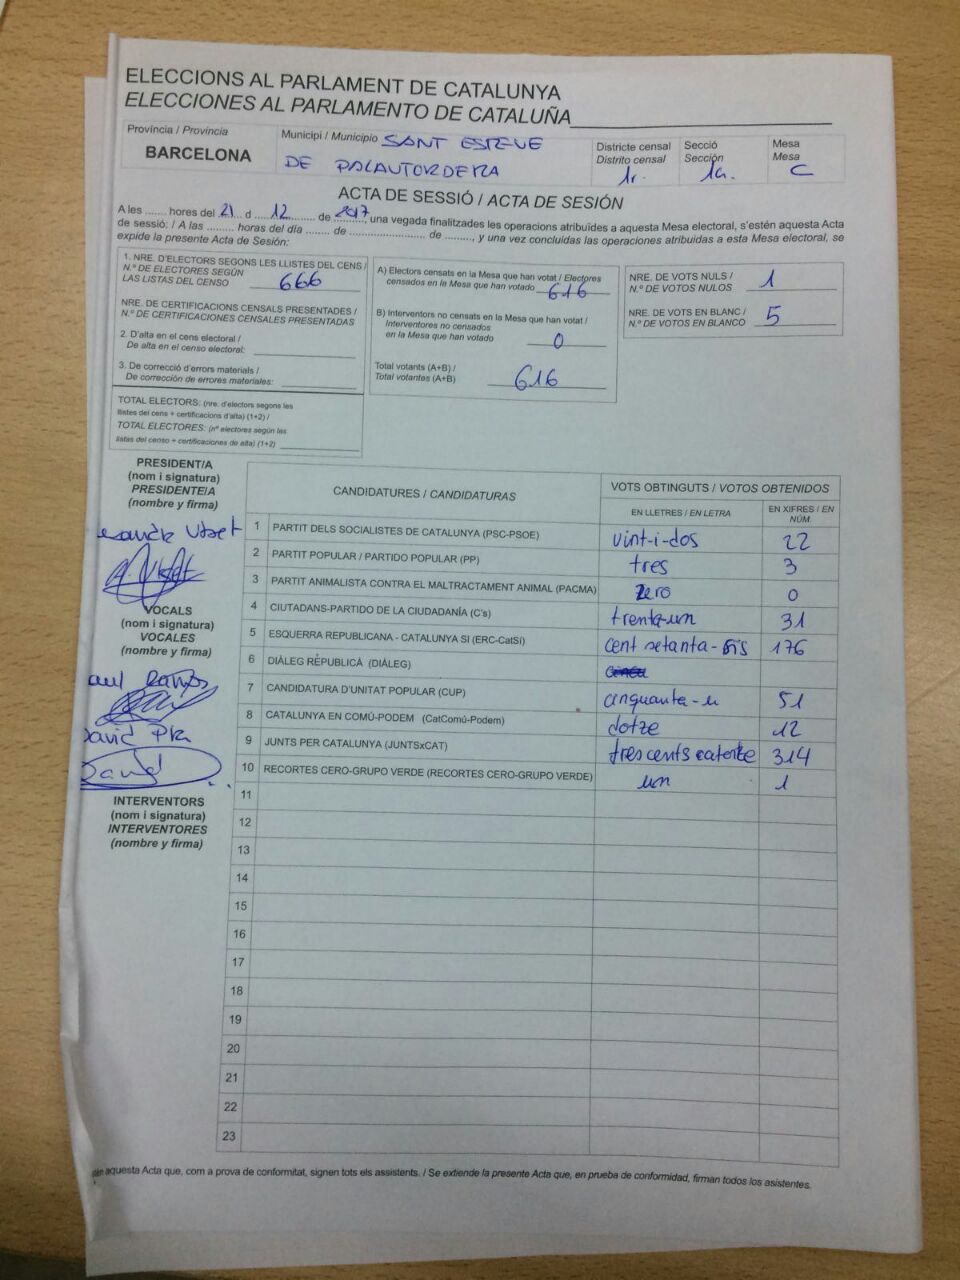 ELECCIONS AL PARLAMENT DE CATALUNYA
ELECCIONES AL PARLAMENTO DE CATALUÑA
Província / Provincia
BARCELONA
Municipi / Municipio SANT ESTEVE
DE PALAUTORDERA
Districte censal
Distrito censal
1r.
Secció
Sección
1a.
Mesa
Mesa
C
ACTA DE SESSIÓ / ACTA DE SESIÓN
A les ....... hores del 21 d 12 de 2017, una vegada finalitzades les operacions atribuïdes a aquesta Mesa electoral, s'estén aquesta Acta
de sessió: / A las ......... horas del día ........ de ......................... de ........., y una vez concluidas las operaciones atribuidas a esta Mesa electoral, se
expide la presente Acta de Sesión:
1. NRE. D'ELECTORS SEGONS LES LLISTES DEL CENS /
N.º DE ELECTORES SEGÚN
LAS LISTAS DEL CENSO 666
NRE. DE CERTIFICACIONS CENSALS PRESENTADES /
N.º DE CERTIFICACIONES CENSALES PRESENTADAS
2. D'alta en el cens electoral /
De alta en el censo electoral:
3. De correcció d'errors materials /
De corrección de errores materiales:
TOTAL ELECTORS: (nre. d'electors segons les
llistes del cens + certificacions d'alta) (1+2) /
TOTAL ELECTORES: (nº electores según las
listas del censo + certificaciones de alta) (1+2)
A) Electors censats en la Mesa que han votat / Electores
censados en la Mesa que han votado 616
B) Interventors no censats en la Mesa que han votat /
Interventores no censados
en la Mesa que han votado 0
Total votants (A+B) /
Total votantes (A+B) 616
NRE. DE VOTS NULS /
N.º DE VOTOS NULOS 1
NRE. DE VOTS EN BLANC /
N.º DE VOTOS EN BLANCO 5
PRESIDENT/A
(nom i signatura)
PRESIDENTE/A
(nombre y firma)
VOCALS
(nom i signatura)
VOCALES
(nombre y firma)
David Pla
David
INTERVENTORS
(nom i signatura)
INTERVENTORES
(nombre y firma)
CANDIDATURES / CANDIDATURAS
VOTS OBTINGUTS / VOTOS OBTENIDOS
EN LLETRES / EN LETRA
EN XIFRES / EN NÚM.
1 PARTIT DELS SOCIALISTES DE CATALUNYA (PSC-PSOE) vint-i-dos 22
2 PARTIT POPULAR / PARTIDO POPULAR (PP) tres 3
3 PARTIT ANIMALISTA CONTRA EL MALTRACTAMENT ANIMAL (PACMA) zero 0
4 CIUTADANS-PARTIDO DE LA CIUDADANÍA (C's) trenta-un 31
5 ESQUERRA REPUBLICANA - CATALUNYA SI (ERC-CatSí) cent setanta-sis 176
6 DIÀLEG REPUBLICÀ (DIÀLEG)
7 CANDIDATURA D'UNITAT POPULAR (CUP) cinquanta-u 51
8 CATALUNYA EN COMÚ-PODEM (CatComú-Podem) dotze 12
9 JUNTS PER CATALUNYA (JUNTSxCAT) trescents catorze 314
10 RECORTES CERO-GRUPO VERDE (RECORTES CERO-GRUPO VERDE) un 1
11
12
13
14
15
16
17
18
19
20
21
22
23
aquesta Acta que, com a prova de conformitat, signen tots els assistents. / Se extiende la presente Acta que, en prueba de conformidad, firman todos los asistentes.